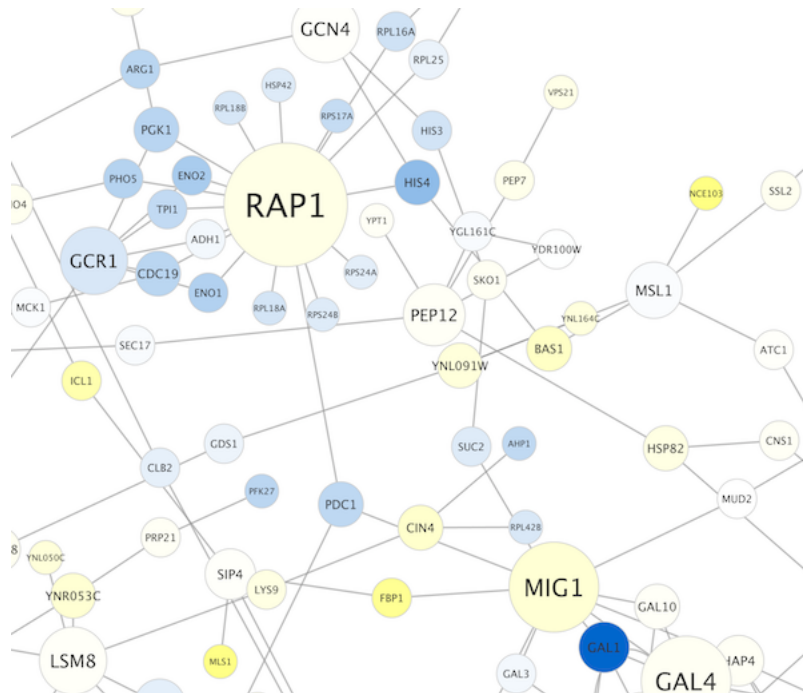 GCN4
RPL16A
RPL25
ARG1
HSP42
RPL18B
RPS17A
VPS21
PGK1
HIS3
PHO5
ENO2
HIS4
PEP7
NCE103
SSL2
RAP1
TPI1
YPT1
YGL161C
ADH1
YDR100W
GCR1
CDC19
RPS24A
SKO1
MSL1
ENO1
MCK1
RPL18A
RPS24B
PEP12
YNL164C
SEC17
BAS1
ATC1
YNL091W
ICL1
GDS1
AHP1
SUC2
HSP82
CNS1
CLB2
PFK27
MUD2
PDC1
CIN4
RPL42B
PRP21
YNL050C
SIP4
LYS9
MIG1
YNR053C
FBP1
GAL10
GAL1
LSM8
MLS1
GAL3
HAP4
GAL4